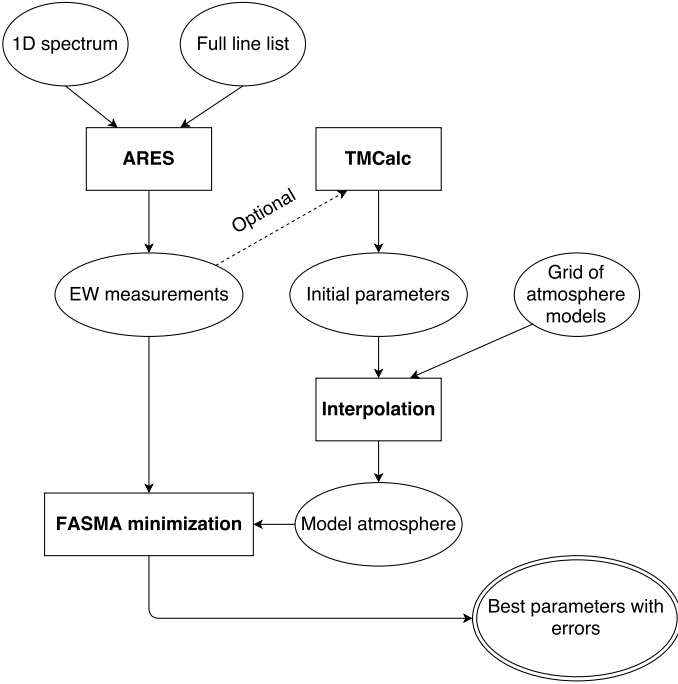 1D spectrum
Full line list
ARES
TMCalc
Optional
EW measurements
Initial parameters
Grid of
atmosphere
models
Interpolation
FASMA minimization
Model atmosphere
Best parameters with
errors